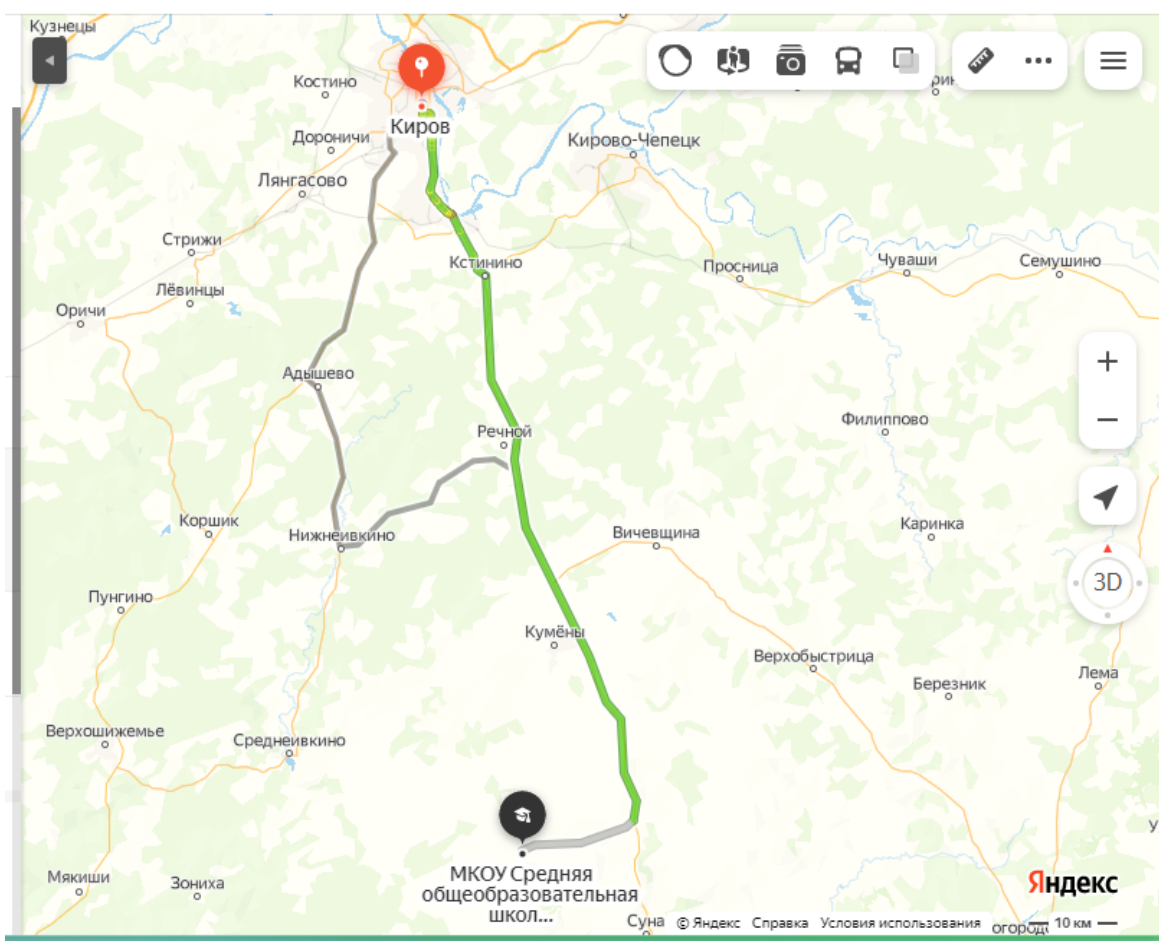 Кузнецы
Костино
Киров
Дороничи
Кирово-Чепецк
Лянгасово
Стрижи
Кстинино
Просница
Чуваши
Семушино
Лёвинцы
Оричи
Адышево
Филиппово
Речной
Коршик
Нижнеивкино
Вичевщина
Каринка
3D
Пунгино
Кумёны
Верхобыстрица
Лема
Березник
Верхошижемье
Среднеивкино
МКОУ Средняя
общеобразовательная
школ...
Мякиши
Зониха
Яндекс
Суна
© Яндекс Справка Условия использования
10 км